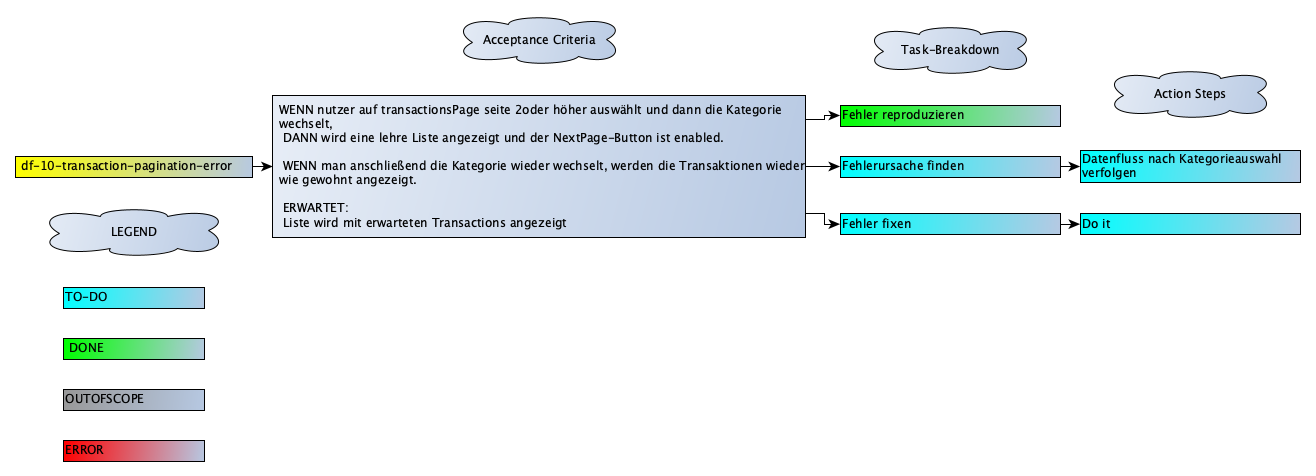 Acceptance Criteria
Task-Breakdown
Action Steps
df-10-transaction-pagination-error
WENN nutzer auf transactionsPage seite 2oder höher auswählt und dann die Kategorie
wechselt,
DANN wird eine lehre Liste angezeigt und der NextPage-Button ist enabled.
WENN man anschließend die Kategorie wieder wechselt, werden die Transaktionen wieder
wie gewohnt angezeigt.
ERWARTET:
Liste wird mit erwarteten Transactions angezeigt
Fehler reproduzieren
Fehlerursache finden
Datenfluss nach Kategorieauswahl
verfolgen
Fehler fixen
Do it
LEGEND
TO-DO
DONE
OUTOFSCOPE
ERROR